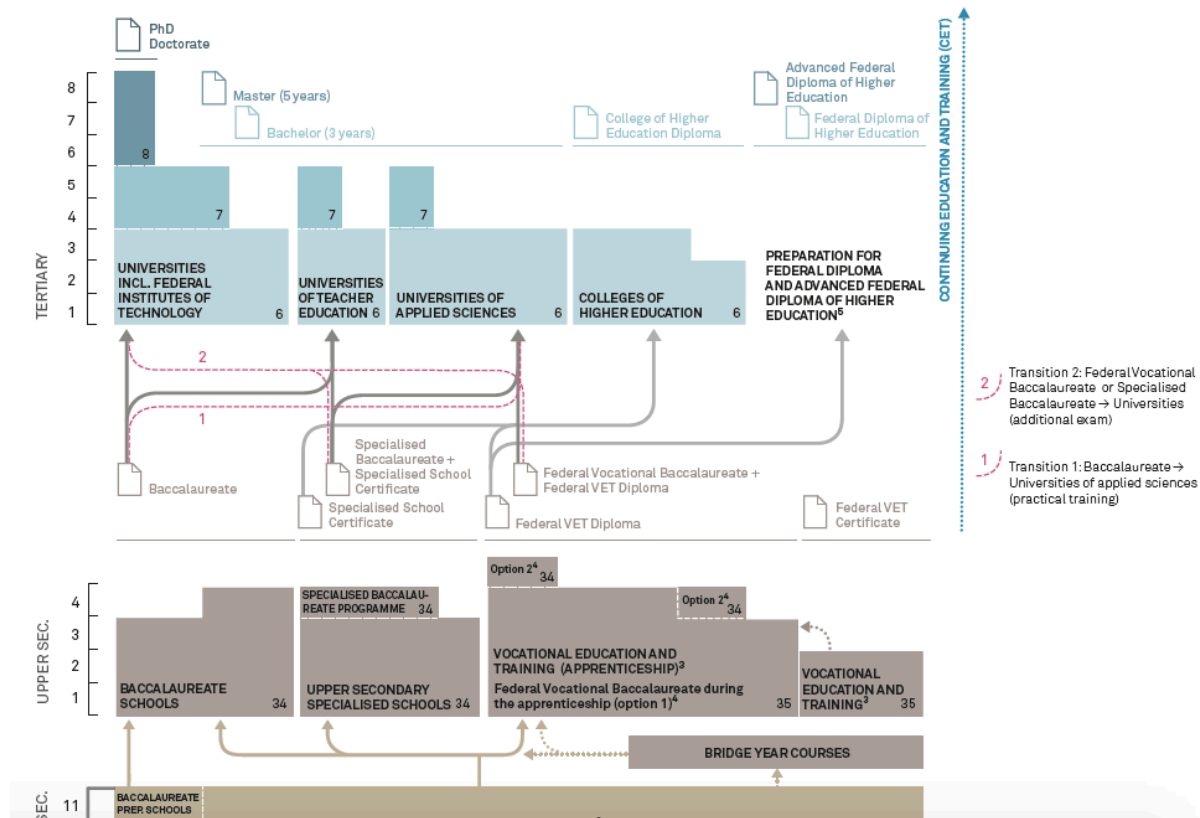 PhD
Doctorate
8
7
6
5
4
3
2
1
TERTIARY
Master (5 years)
Bachelor (3 years)
College of Higher
Education Diploma
Advanced Federal
Diploma of Higher
Education
Federal Diploma of
Higher Education
CONTINUING EDUCATION AND TRAINING (CET)
8
7
7
7
UNIVERSITIES
INCL. FEDERAL
INSTITUTES OF
TECHNOLOGY 6
UNIVERSITIES
OF TEACHER
EDUCATION 6
UNIVERSITIES OF
APPLIED SCIENCES 6
COLLEGES OF
HIGHER EDUCATION 6
PREPARATION FOR
FEDERAL DIPLOMA
AND ADVANCED FEDERAL
DIPLOMA OF HIGHER
EDUCATION⁵
2
1
2
Transition 2: Federal Vocational
Baccalaureate or Specialised
Baccalaureate → Universities
(additional exam)
1
Transition 1: Baccalaureate →
Universities of applied sciences
(practical training)
Baccalaureate
Specialised
Baccalaureate +
Specialised School
Certificate
Specialised School
Certificate
Federal Vocational Baccalaureate +
Federal VET Diploma
Federal VET Diploma
Federal VET
Certificate
UPPER SEC.
4
3
2
1
BACCALAUREATE
SCHOOLS 34
SPECIALISED BACCALAU-
REATE PROGRAMME 34
UPPER SECONDARY
SPECIALISED SCHOOLS 34
Option 2⁴ 34
Option 2⁴ 34
VOCATIONAL EDUCATION AND
TRAINING (APPRENTICESHIP)³
Federal Vocational Baccalaureate during
the apprenticeship (option 1)⁴ 35
VOCATIONAL
EDUCATION AND
TRAINING³ 35
BRIDGE YEAR COURSES
SEC.
11
BACCALAUREATE
PREP. SCHOOLS